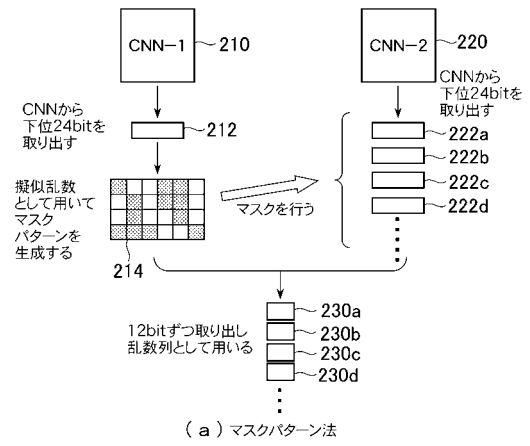 CNN-1
210
CNN-2
220
CNNから
下位24bitを
取り出す
212
CNNから
下位24bitを
取り出す
222a
222b
222c
222d
擬似乱数
として用いて
マスク
パターンを
生成する
214
マスクを行う
12bitずつ取り出し
乱数列として用いる
230a
230b
230c
230d
(a)マスクパターン法